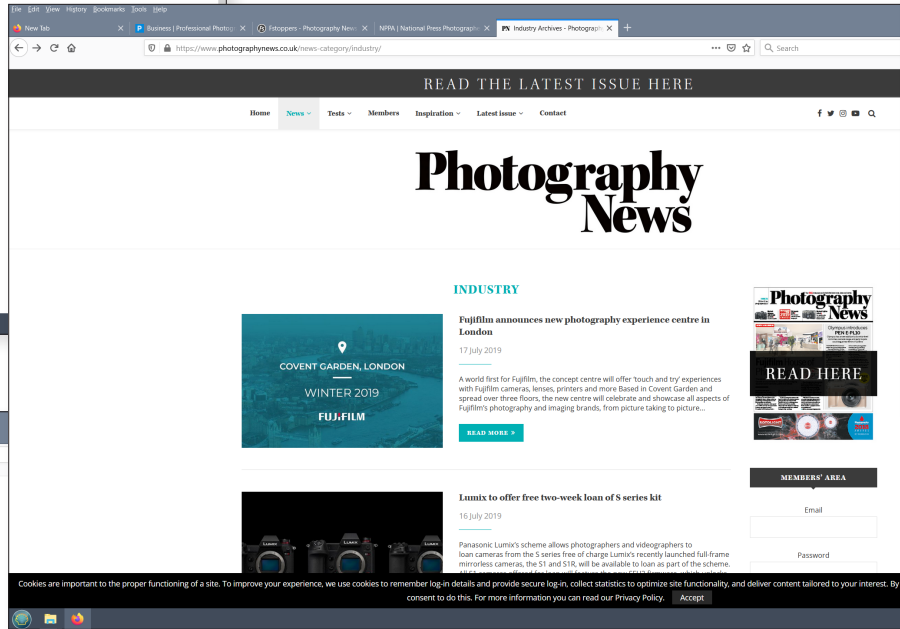 File Edit View History Bookmarks Tools Help
New Tab
Business | Professional Photog
Fstoppers - Photography News
NPPA | National Press Photographe
PN Industry Archives - Photograph
https://www.photographynews.co.uk/news-category/industry/
Search
READ THE LATEST ISSUE HERE
Home News Tests Members Inspiration Latest issue Contact
Photography
News
INDUSTRY
COVENT GARDEN, LONDON
WINTER 2019
FUJIFILM
Fujifilm announces new photography experience centre in
London
17 July 2019
A world first for Fujifilm, the concept centre will offer 'touch and try' experiences
with Fujifilm cameras, lenses, printers and more Based in Covent Garden and
spread over three floors, the new centre will celebrate and showcase all aspects of
Fujifilm's photography and imaging brands, from picture taking to picture...
READ MORE >
Photography
News
Olympus introduces
PEN E-PL10
READ HERE
ROTOLIGHT
Lumix to offer free two-week loan of S series kit
16 July 2019
Panasonic Lumix's scheme allows photographers and videographers to
loan cameras from the S series free of charge Lumix's recently launched full-frame
mirrorless cameras, the S1 and S1R, will be available to loan as part of the scheme.
LUMIX LUMIX LUMIX
MEMBERS' AREA
Email
Password
Cookies are important to the proper functioning of a site. To improve your experience, we use cookies to remember log-in details and provide secure log-in, collect statistics to optimize site functionality, and deliver content tailored to your interest. By
consent to do this. For more information you can read our Privacy Policy. Accept